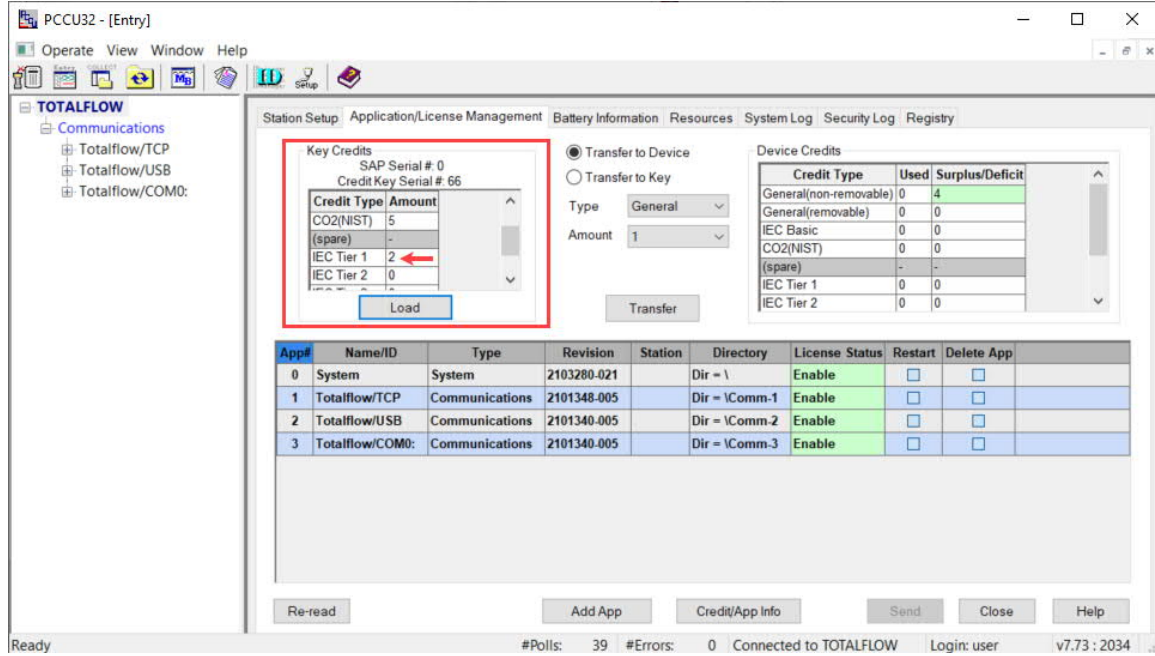 PCCU32 - [Entry]
Operate View Window Help
Entry COLLECT MB ID Setup
TOTALFLOW
Communications
Totalflow/TCP
Totalflow/USB
Totalflow/COM0:
Station Setup Application/License Management Battery Information Resources System Log Security Log Registry
Key Credits
SAP Serial #: 0
Credit Key Serial #: 66
Credit Type Amount
CO2(NIST) 5
(spare) -
IEC Tier 1 2
IEC Tier 2 0
Load
Transfer to Device
Transfer to Key
Type General
Amount 1
Transfer
Device Credits
Credit Type Used Surplus/Deficit
General(non-removable) 0 4
General(removable) 0 0
IEC Basic 0 0
CO2(NIST) 0 0
(spare) - -
IEC Tier 1 0 0
IEC Tier 2 0 0
App# Name/ID Type Revision Station Directory License Status Restart Delete App
0 System System 2103280-021 Dir = \ Enable
1 Totalflow/TCP Communications 2101348-005 Dir = \Comm-1 Enable
2 Totalflow/USB Communications 2101340-005 Dir = \Comm-2 Enable
3 Totalflow/COM0: Communications 2101340-005 Dir = \Comm-3 Enable
Re-read Add App Credit/App Info Send Close Help
Ready #Polls: 39 #Errors: 0 Connected to TOTALFLOW Login: user v7.73 : 2034